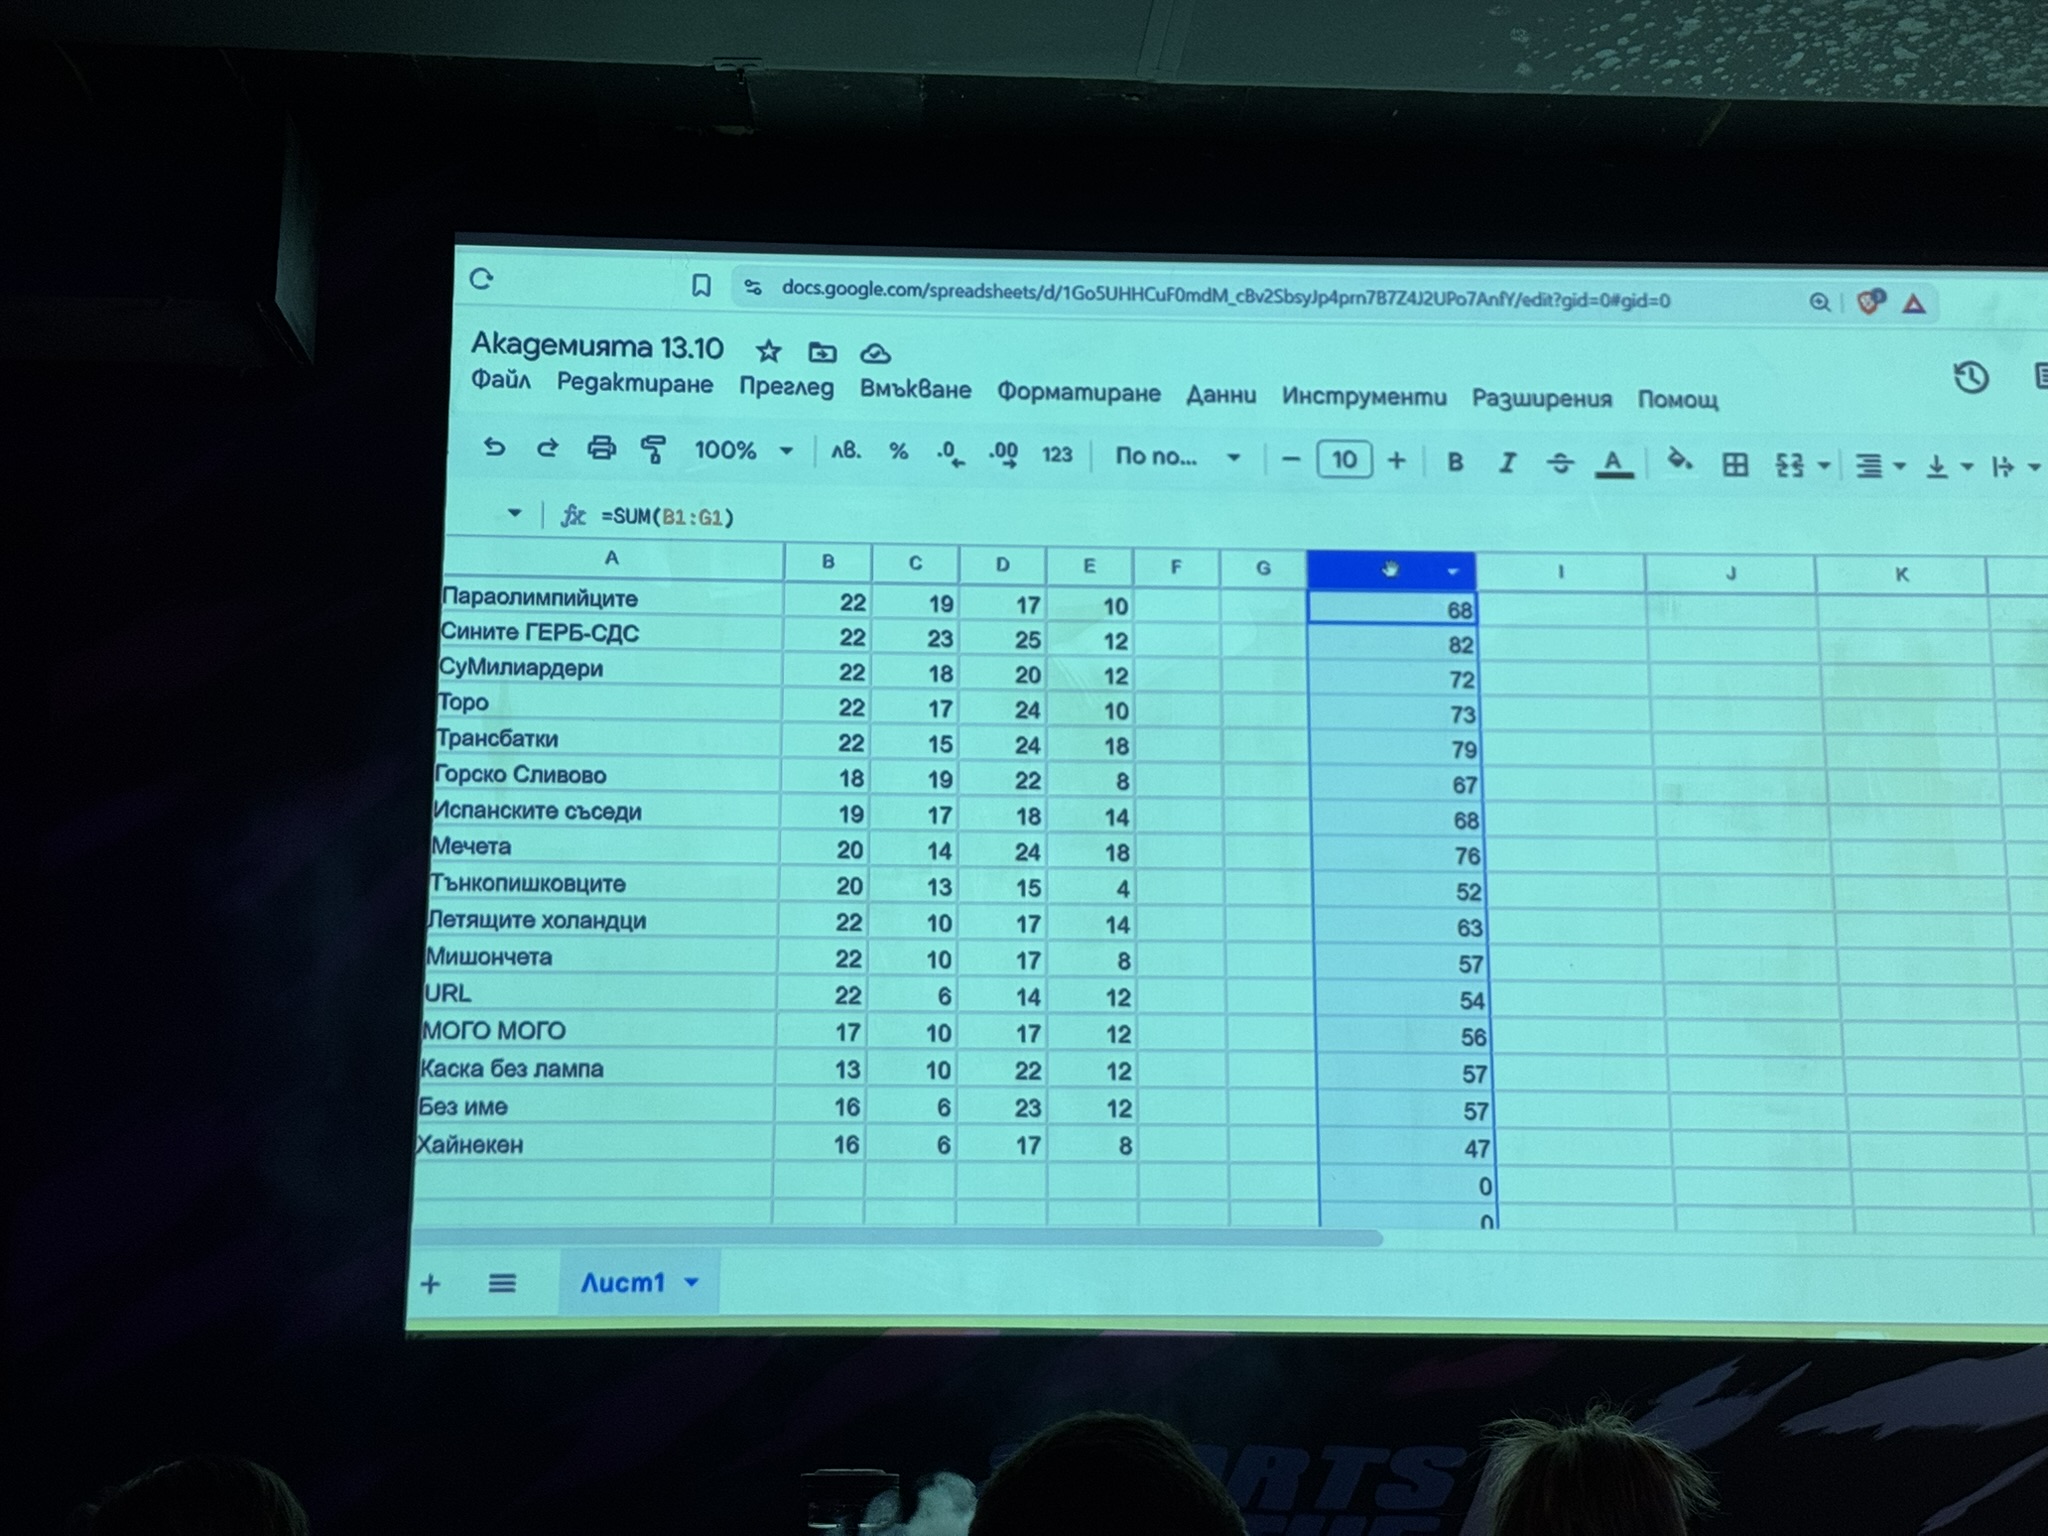 docs.google.com/spreadsheets/d/1Go5UHHCuF0mdM_cBv2SbsyJp4prn7B7Z4J2UPo7AnfY/edit?gid=0#gid=0
Академията 13.10
Файл Редактиране Преглед Вмъкване Форматиране Данни Инструменти Разширения Помощ
100% лв. % .0 .00 123 По по... − 10 + B I S A
fx =SUM(B1:G1)
A B C D E F G I J K
Параолимпийците 22 19 17 10 68
Сините ГЕРБ-СДС 22 23 25 12 82
СуМилиардери 22 18 20 12 72
Торо 22 17 24 10 73
Трансбатки 22 15 24 18 79
Горско Сливово 18 19 22 8 67
Испанските съседи 19 17 18 14 68
Мечета 20 14 24 18 76
Тънкопишковците 20 13 15 4 52
Летящите холандци 22 10 17 14 63
Мишончета 22 10 17 8 57
URL 22 6 14 12 54
МОГО МОГО 17 10 17 12 56
Каска без лампа 13 10 22 12 57
Без име 16 6 23 12 57
Хайнекен 16 6 17 8 47
0
0
+ Лист1